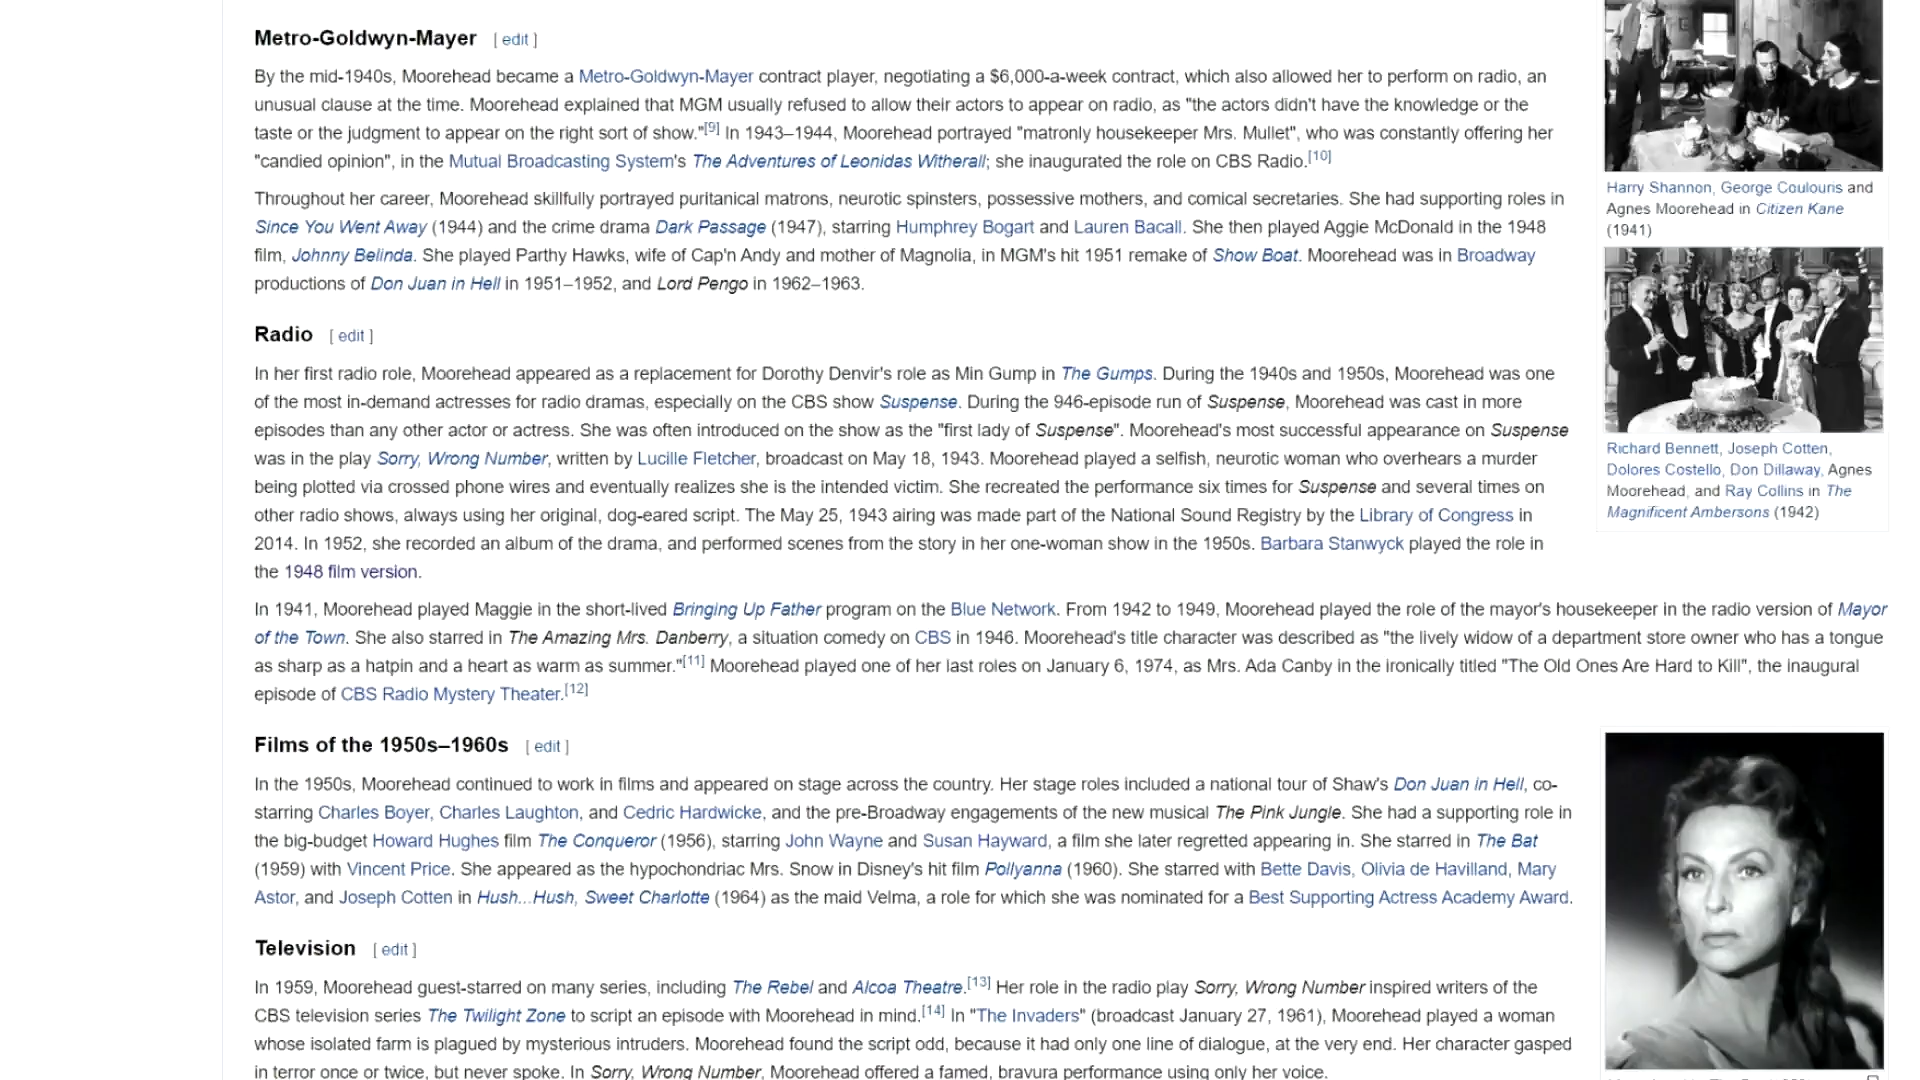 Metro-Goldwyn-Mayer [ edit ]
By the mid-1940s, Moorehead became a Metro-Goldwyn-Mayer contract player, negotiating a $6,000-a-week contract, which also allowed her to perform on radio, an
unusual clause at the time. Moorehead explained that MGM usually refused to allow their actors to appear on radio, as "the actors didn't have the knowledge or the
taste or the judgment to appear on the right sort of show."[9] In 1943–1944, Moorehead portrayed "matronly housekeeper Mrs. Mullet", who was constantly offering her
"candied opinion", in the Mutual Broadcasting System's The Adventures of Leonidas Witherall; she inaugurated the role on CBS Radio.[10]
Throughout her career, Moorehead skillfully portrayed puritanical matrons, neurotic spinsters, possessive mothers, and comical secretaries. She had supporting roles in
Since You Went Away (1944) and the crime drama Dark Passage (1947), starring Humphrey Bogart and Lauren Bacall. She then played Aggie McDonald in the 1948
film, Johnny Belinda. She played Parthy Hawks, wife of Cap'n Andy and mother of Magnolia, in MGM's hit 1951 remake of Show Boat. Moorehead was in Broadway
productions of Don Juan in Hell in 1951–1952, and Lord Pengo in 1962–1963.
Radio [ edit ]
In her first radio role, Moorehead appeared as a replacement for Dorothy Denvir's role as Min Gump in The Gumps. During the 1940s and 1950s, Moorehead was one
of the most in-demand actresses for radio dramas, especially on the CBS show Suspense. During the 946-episode run of Suspense, Moorehead was cast in more
episodes than any other actor or actress. She was often introduced on the show as the "first lady of Suspense". Moorehead's most successful appearance on Suspense
was in the play Sorry, Wrong Number, written by Lucille Fletcher, broadcast on May 18, 1943. Moorehead played a selfish, neurotic woman who overhears a murder
being plotted via crossed phone wires and eventually realizes she is the intended victim. She recreated the performance six times for Suspense and several times on
other radio shows, always using her original, dog-eared script. The May 25, 1943 airing was made part of the National Sound Registry by the Library of Congress in
2014. In 1952, she recorded an album of the drama, and performed scenes from the story in her one-woman show in the 1950s. Barbara Stanwyck played the role in
the 1948 film version.
In 1941, Moorehead played Maggie in the short-lived Bringing Up Father program on the Blue Network. From 1942 to 1949, Moorehead played the role of the mayor's housekeeper in the radio version of Mayor
of the Town. She also starred in The Amazing Mrs. Danberry, a situation comedy on CBS in 1946. Moorehead's title character was described as "the lively widow of a department store owner who has a tongue
as sharp as a hatpin and a heart as warm as summer."[11] Moorehead played one of her last roles on January 6, 1974, as Mrs. Ada Canby in the ironically titled "The Old Ones Are Hard to Kill", the inaugural
episode of CBS Radio Mystery Theater.[12]
Films of the 1950s–1960s [ edit ]
In the 1950s, Moorehead continued to work in films and appeared on stage across the country. Her stage roles included a national tour of Shaw's Don Juan in Hell, co-
starring Charles Boyer, Charles Laughton, and Cedric Hardwicke, and the pre-Broadway engagements of the new musical The Pink Jungle. She had a supporting role in
the big-budget Howard Hughes film The Conqueror (1956), starring John Wayne and Susan Hayward, a film she later regretted appearing in. She starred in The Bat
(1959) with Vincent Price. She appeared as the hypochondriac Mrs. Snow in Disney's hit film Pollyanna (1960). She starred with Bette Davis, Olivia de Havilland, Mary
Astor, and Joseph Cotten in Hush...Hush, Sweet Charlotte (1964) as the maid Velma, a role for which she was nominated for a Best Supporting Actress Academy Award.
Television [ edit ]
In 1959, Moorehead guest-starred on many series, including The Rebel and Alcoa Theatre.[13] Her role in the radio play Sorry, Wrong Number inspired writers of the
CBS television series The Twilight Zone to script an episode with Moorehead in mind.[14] In "The Invaders" (broadcast January 27, 1961), Moorehead played a woman
whose isolated farm is plagued by mysterious intruders. Moorehead found the script odd, because it had only one line of dialogue, at the very end. Her character gasped
in terror once or twice, but never spoke. In Sorry, Wrong Number, Moorehead offered a famed, bravura performance using only her voice.
Harry Shannon, George Coulouris and
Agnes Moorehead in Citizen Kane
(1941)
Richard Bennett, Joseph Cotten,
Dolores Costello, Don Dillaway, Agnes
Moorehead, and Ray Collins in The
Magnificent Ambersons (1942)